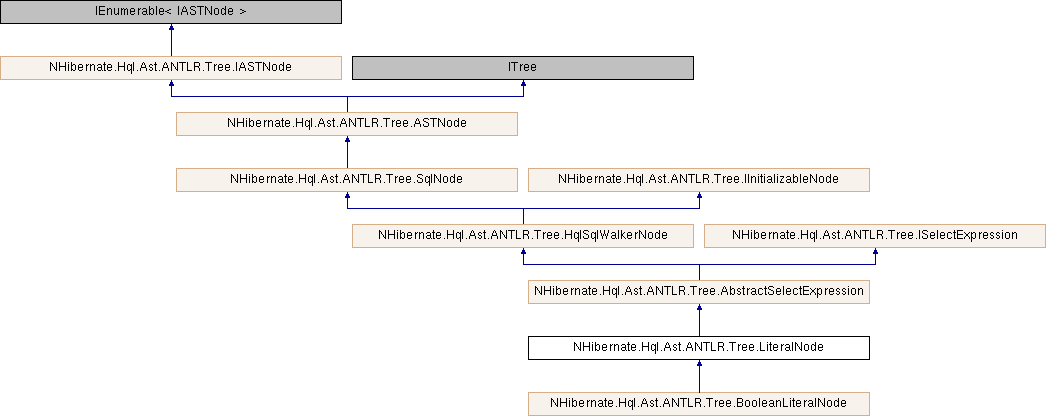 IEnumerable< IASTNode >
NHibernate.Hql.Ast.ANTLR.Tree.IASTNode
ITree
NHibernate.Hql.Ast.ANTLR.Tree.ASTNode
NHibernate.Hql.Ast.ANTLR.Tree.SqlNode
NHibernate.Hql.Ast.ANTLR.Tree.IInitializableNode
NHibernate.Hql.Ast.ANTLR.Tree.HqlSqlWalkerNode
NHibernate.Hql.Ast.ANTLR.Tree.ISelectExpression
NHibernate.Hql.Ast.ANTLR.Tree.AbstractSelectExpression
NHibernate.Hql.Ast.ANTLR.Tree.LiteralNode
NHibernate.Hql.Ast.ANTLR.Tree.BooleanLiteralNode